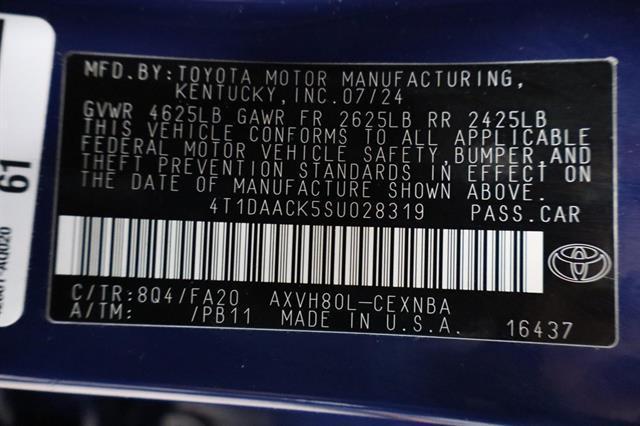 MFD.BY:TOYOTA MOTOR MANUFACTURING,
KENTUCKY,INC.07/24
GVWR 4625LB GAWR FR 2625LB RR 2425LB
THIS VEHICLE CONFORMS TO ALL APPLICABLE
FEDERAL MOTOR VEHICLE SAFETY,BUMPER,AND
THEFT PREVENTION STANDARDS IN EFFECT ON
THE DATE OF MANUFACTURE SHOWN ABOVE.
4T1DAACK5SU028319 PASS.CAR
C/TR:8Q4/FA20 AXVH80L-CEXNBA
A/TM: /PB11 MADE IN U.S.A. 16437
61